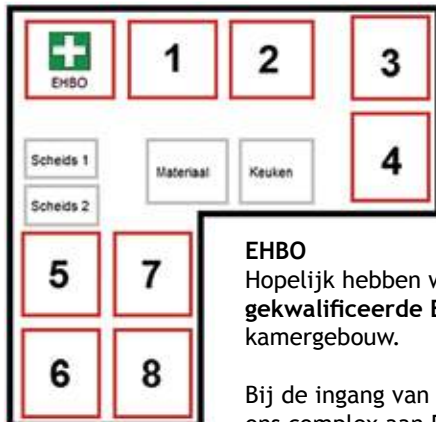 EHBO
1
2
3
Scheids 1
Materiaal
Keuken
4
Scheids 2
5
7
6
8
EHBO
Hopelijk hebben
gekwalificeerde
kamergebouw.
Bij de ingang van
ons complex aan